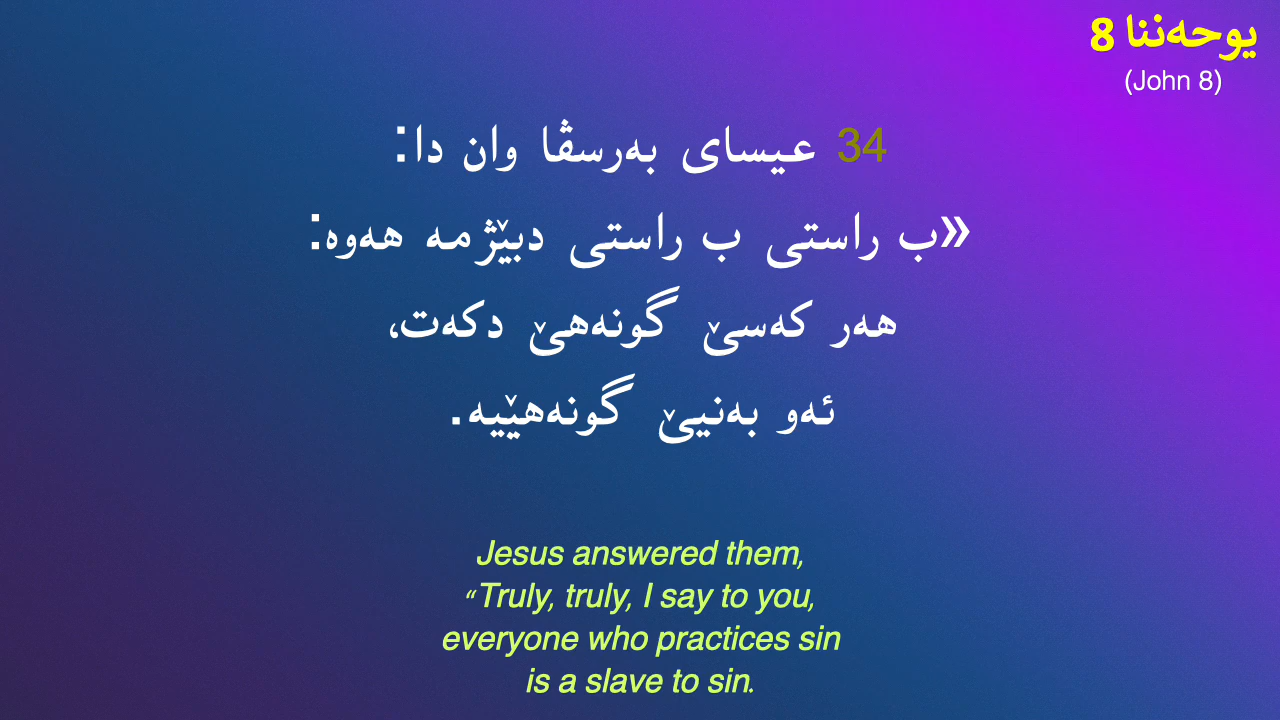 یوحەننا 8
(John 8)
34 عیسای بەرسڤا وان دا:
«ب راستی ب راستی دبێژمە هەوە:
هەر کەسێ گونەهێ دکەت،
ئەو بەنیێ گونەهێیە.
Jesus answered them,
“Truly, truly, I say to you,
everyone who practices sin
is a slave to sin.